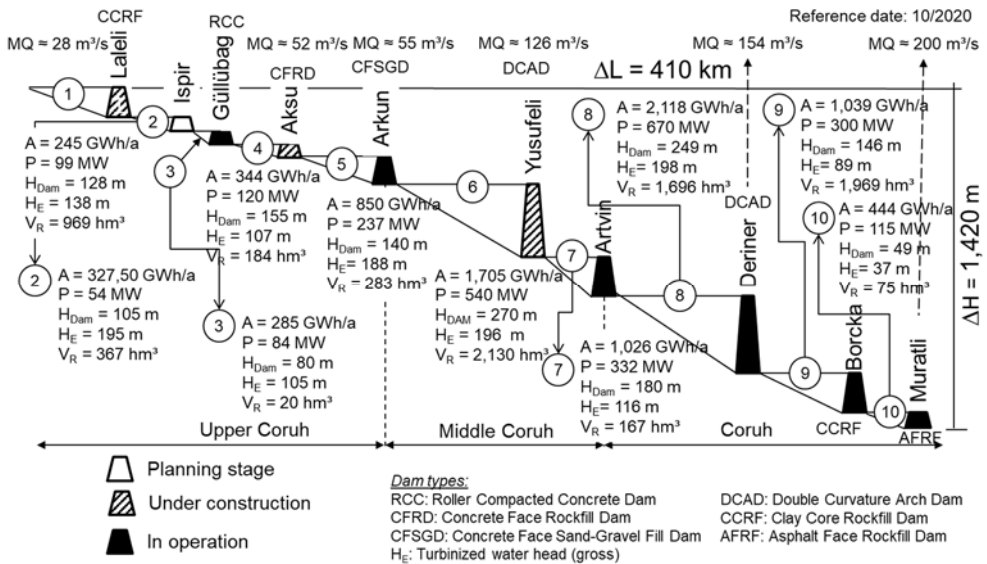 CCRF
RCC
Reference date: 10/2020
MQ ≈ 28 m³/s
MQ ≈ 52 m³/s
MQ ≈ 55 m³/s
MQ ≈ 126 m³/s
MQ ≈ 154 m³/s
MQ ≈ 200 m³/s
CFRD
CFSGD
DCAD
ΔL = 410 km
Laleli
Ispir
Güllübag
Aksu
Arkun
Yusufeli
Artvin
Deriner
Borcka
Muratli
DCAD
CCRF
AFRF
ΔH = 1,420 m
1
2
3
4
5
6
7
8
9
10
A = 245 GWh/a
P = 99 MW
H_Dam = 128 m
H_E = 138 m
V_R = 969 hm³
2
A = 327,50 GWh/a
P = 54 MW
H_Dam = 105 m
H_E = 195 m
V_R = 367 hm³
3
A = 285 GWh/a
P = 84 MW
H_Dam = 80 m
H_E = 105 m
V_R = 20 hm³
A = 344 GWh/a
P = 120 MW
H_Dam = 155 m
H_E = 107 m
V_R = 184 hm³
A = 850 GWh/a
P = 237 MW
H_Dam = 140 m
H_E = 188 m
V_R = 283 hm³
A = 1,705 GWh/a
P = 540 MW
H_DAM = 270 m
H_E = 196 m
V_R = 2,130 hm³
7
A = 1,026 GWh/a
P = 332 MW
H_Dam = 180 m
H_E= 116 m
V_R = 167 hm³
8
A = 2,118 GWh/a
P = 670 MW
H_Dam = 249 m
H_E = 198 m
V_R = 1,696 hm³
9
A = 1,039 GWh/a
P = 300 MW
H_Dam = 146 m
H_E = 89 m
V_R = 1,969 hm³
10
A = 444 GWh/a
P = 115 MW
H_Dam = 49 m
H_E = 37 m
V_R = 75 hm³
Upper Coruh
Middle Coruh
Coruh
Planning stage
Under construction
In operation
Dam types:
RCC: Roller Compacted Concrete Dam
CFRD: Concrete Face Rockfill Dam
CFSGD: Concrete Face Sand-Gravel Fill Dam
H_E: Turbinized water head (gross)
DCAD: Double Curvature Arch Dam
CCRF: Clay Core Rockfill Dam
AFRF: Asphalt Face Rockfill Dam